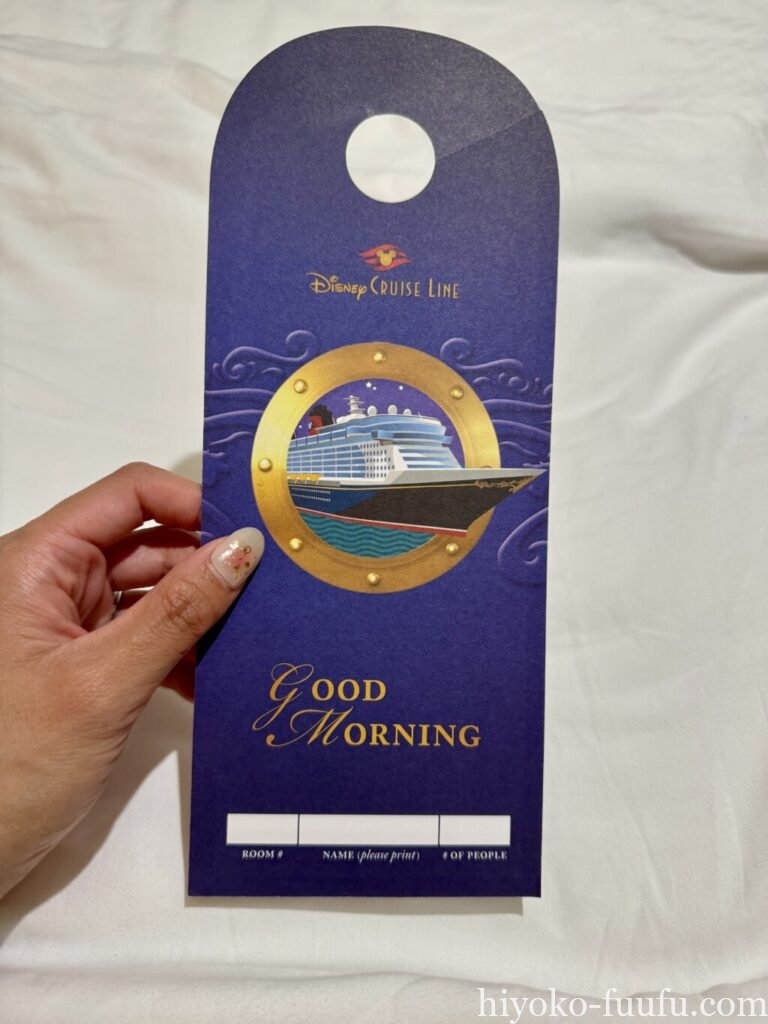 Disney Cruise Line
Good
Morning
ROOM #
NAME (please print)
# OF PEOPLE
hiyoko-fuufu.com